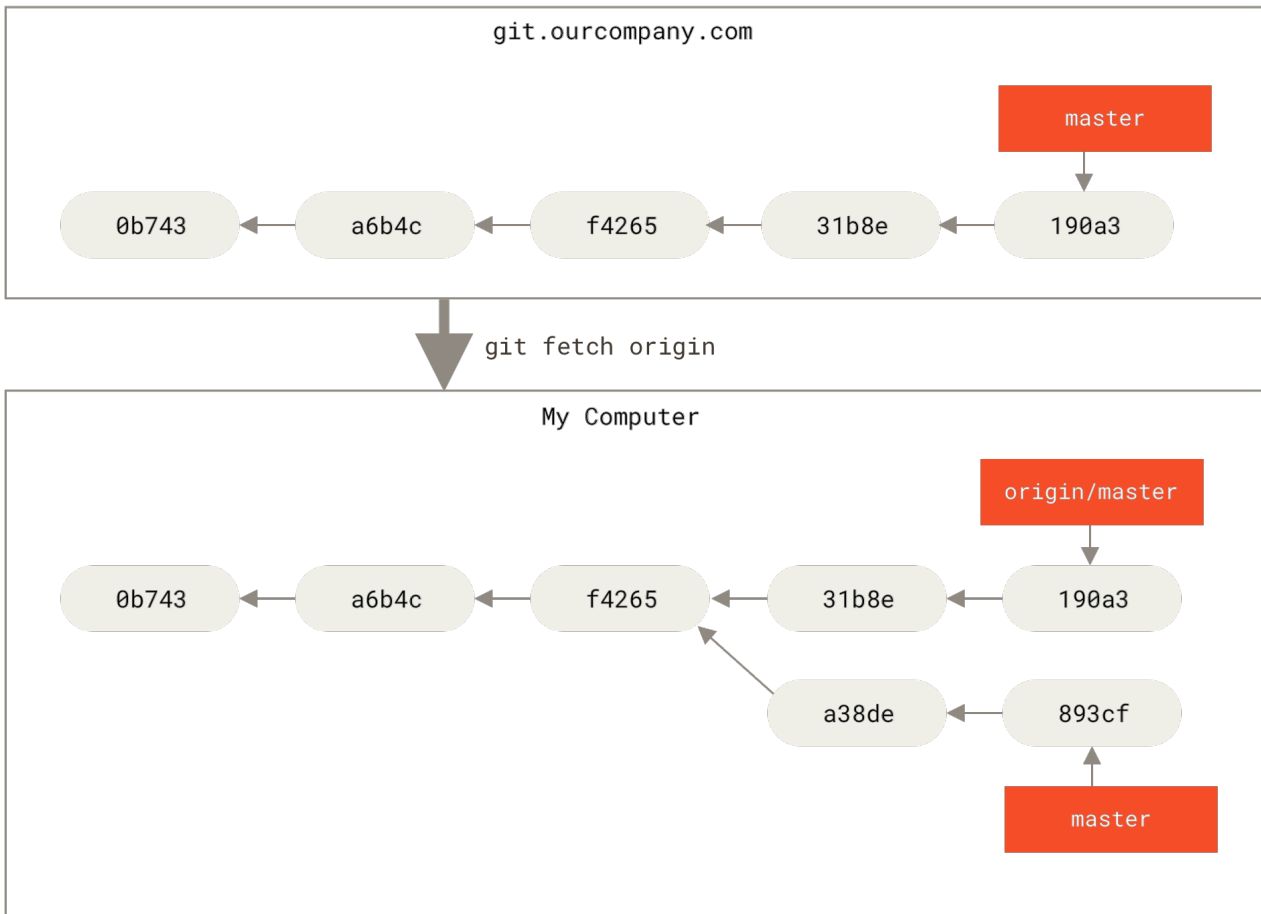 git.ourcompany.com
master
0b743 a6b4c f4265 31b8e 190a3
git fetch origin
My Computer
origin/master
0b743 a6b4c f4265 31b8e 190a3
a38de 893cf
master